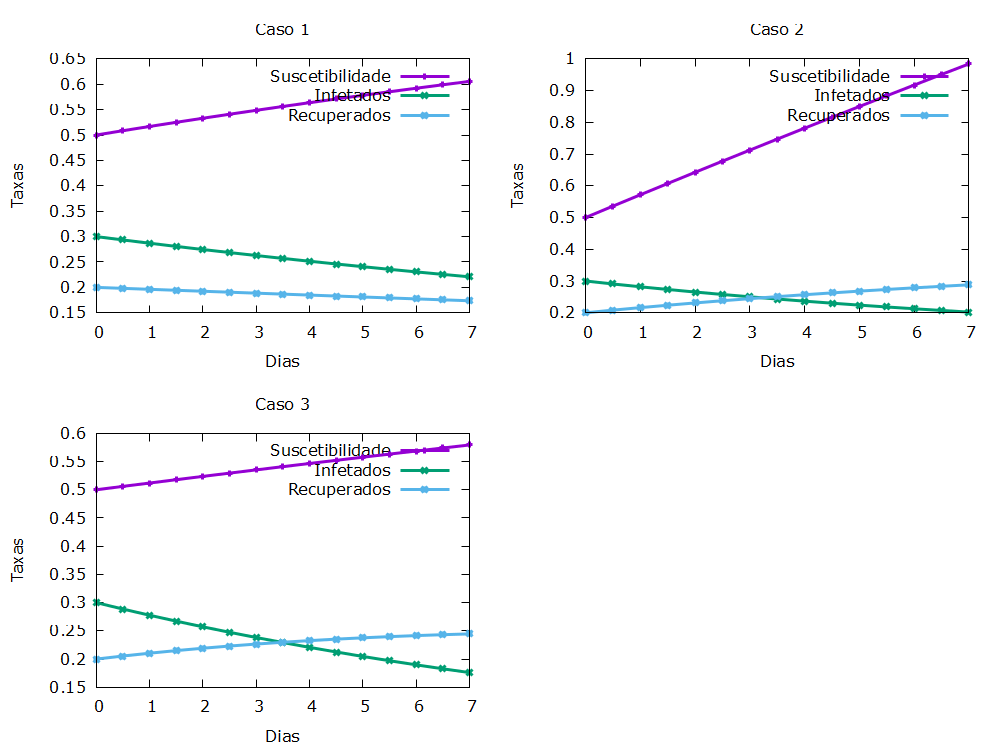 Caso 1
0.65
0.6
0.55
0.5
0.45
0.4
0.35
0.3
0.25
0.2
0.15
Taxas
Suscetibilidade
Infetados
Recuperados
0 1 2 3 4 5 6 7
Dias
Caso 2
1
0.9
0.8
0.7
0.6
0.5
0.4
0.3
0.2
Taxas
Suscetibilidade
Infetados
Recuperados
0 1 2 3 4 5 6 7
Dias
Caso 3
0.6
0.55
0.5
0.45
0.4
0.35
0.3
0.25
0.2
0.15
Taxas
Suscetibilidade
Infetados
Recuperados
0 1 2 3 4 5 6 7
Dias